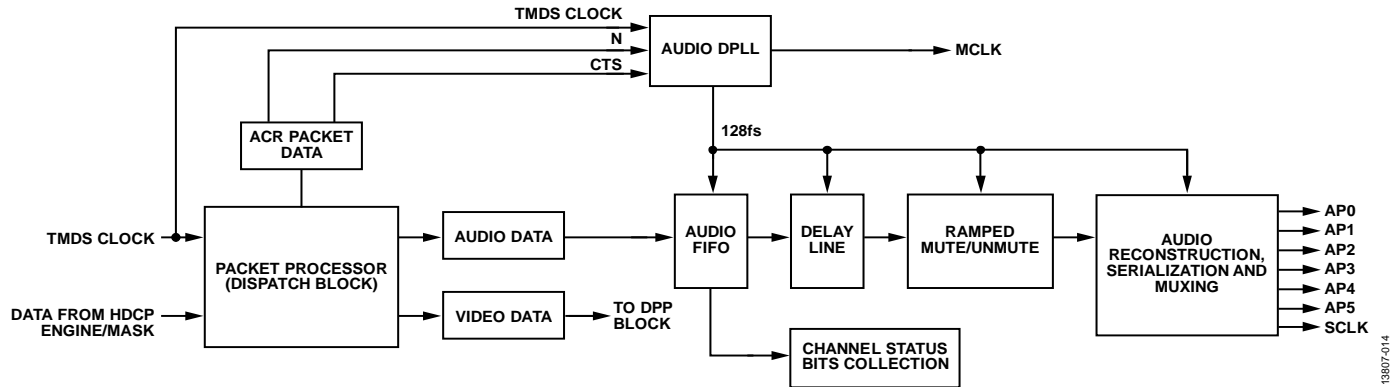 TMDS CLOCK
N
CTS
AUDIO DPLL
MCLK
ACR PACKET
DATA
128fs
TMDS CLOCK
DATA FROM HDCP
ENGINE/MASK
PACKET PROCESSOR
(DISPATCH BLOCK)
AUDIO DATA
VIDEO DATA
TO DPP
BLOCK
AUDIO
FIFO
DELAY
LINE
RAMPED
MUTE/UNMUTE
AUDIO
RECONSTRUCTION,
SERIALIZATION AND
MUXING
AP0
AP1
AP2
AP3
AP4
AP5
SCLK
CHANNEL STATUS
BITS COLLECTION
13807-014